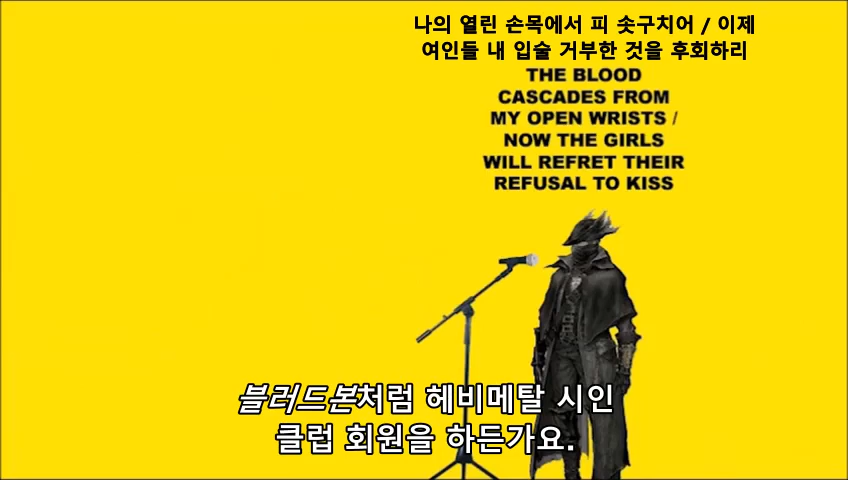 나의 열린 손목에서 피 솟구치어 / 이제
여인들 내 입술 거부한 것을 후회하리
THE BLOOD
CASCADES FROM
MY OPEN WRISTS /
NOW THE GIRLS
WILL REFRET THEIR
REFUSAL TO KISS
블러드본처럼 헤비메탈 시인
클럽 회원을 하든가요.